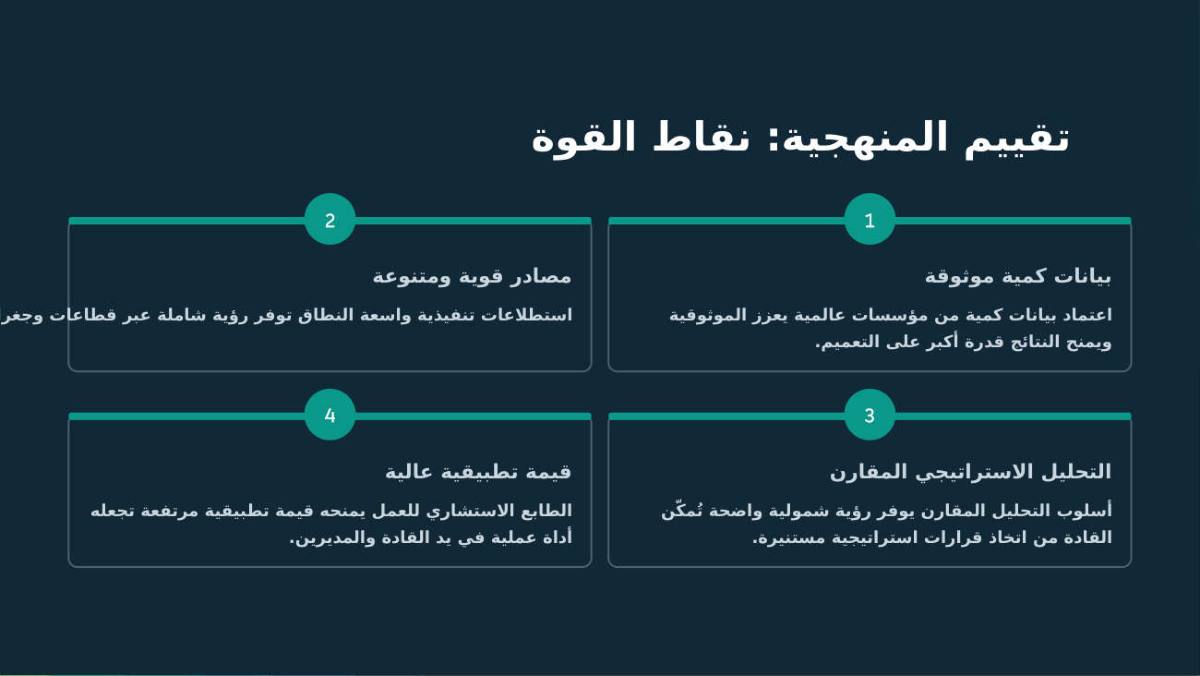 تقييم المنهجية: نقاط القوة
1
بيانات كمية موثوقة
اعتماد بيانات كمية من مؤسسات عالمية يعزز الموثوقية
ويمنح النتائج قدرة أكبر على التعميم.
2
مصادر قوية ومتنوعة
استطلاعات تنفيذية واسعة النطاق توفر رؤية شاملة عبر قطاعات
3
التحليل الاستراتيجي المقارن
أسلوب التحليل المقارن يوفر رؤية شمولية واضحة تُمكّن
القادة من اتخاذ قرارات استراتيجية مستنيرة.
4
قيمة تطبيقية عالية
الطابع الاستشاري للعمل يمنحه قيمة تطبيقية مرتفعة تجعله
أداة عملية في يد القادة والمديرين.